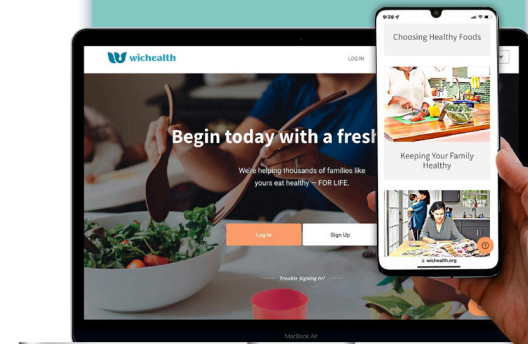 wichealth
LOG IN
Begin today with a fresh
We're helping thousands of families like
yours eat healthy — FOR LIFE.
Log In
Sign Up
Trouble Signing In?
MacBook Air
9:28
Choosing Healthy Foods
Keeping Your Family
Healthy
wichealth.org